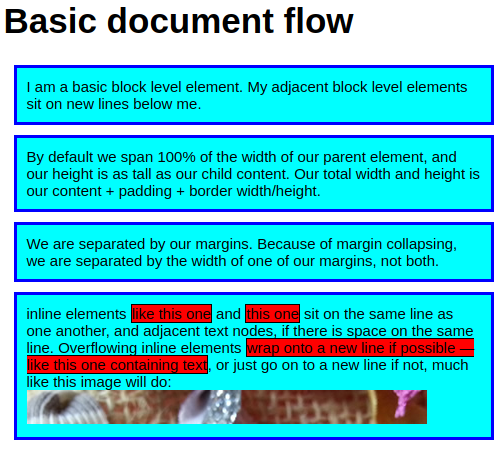 Basic document flow
I am a basic block level element. My adjacent block level elements
sit on new lines below me.
By default we span 100% of the width of our parent element, and
our height is as tall as our child content. Our total width and height is
our content + padding + border width/height.
We are separated by our margins. Because of margin collapsing,
we are separated by the width of one of our margins, not both.
inline elements like this one and this one sit on the same line as
one another, and adjacent text nodes, if there is space on the same
line. Overflowing inline elements wrap onto a new line if possible —
like this one containing text, or just go on to a new line if not, much
like this image will do: